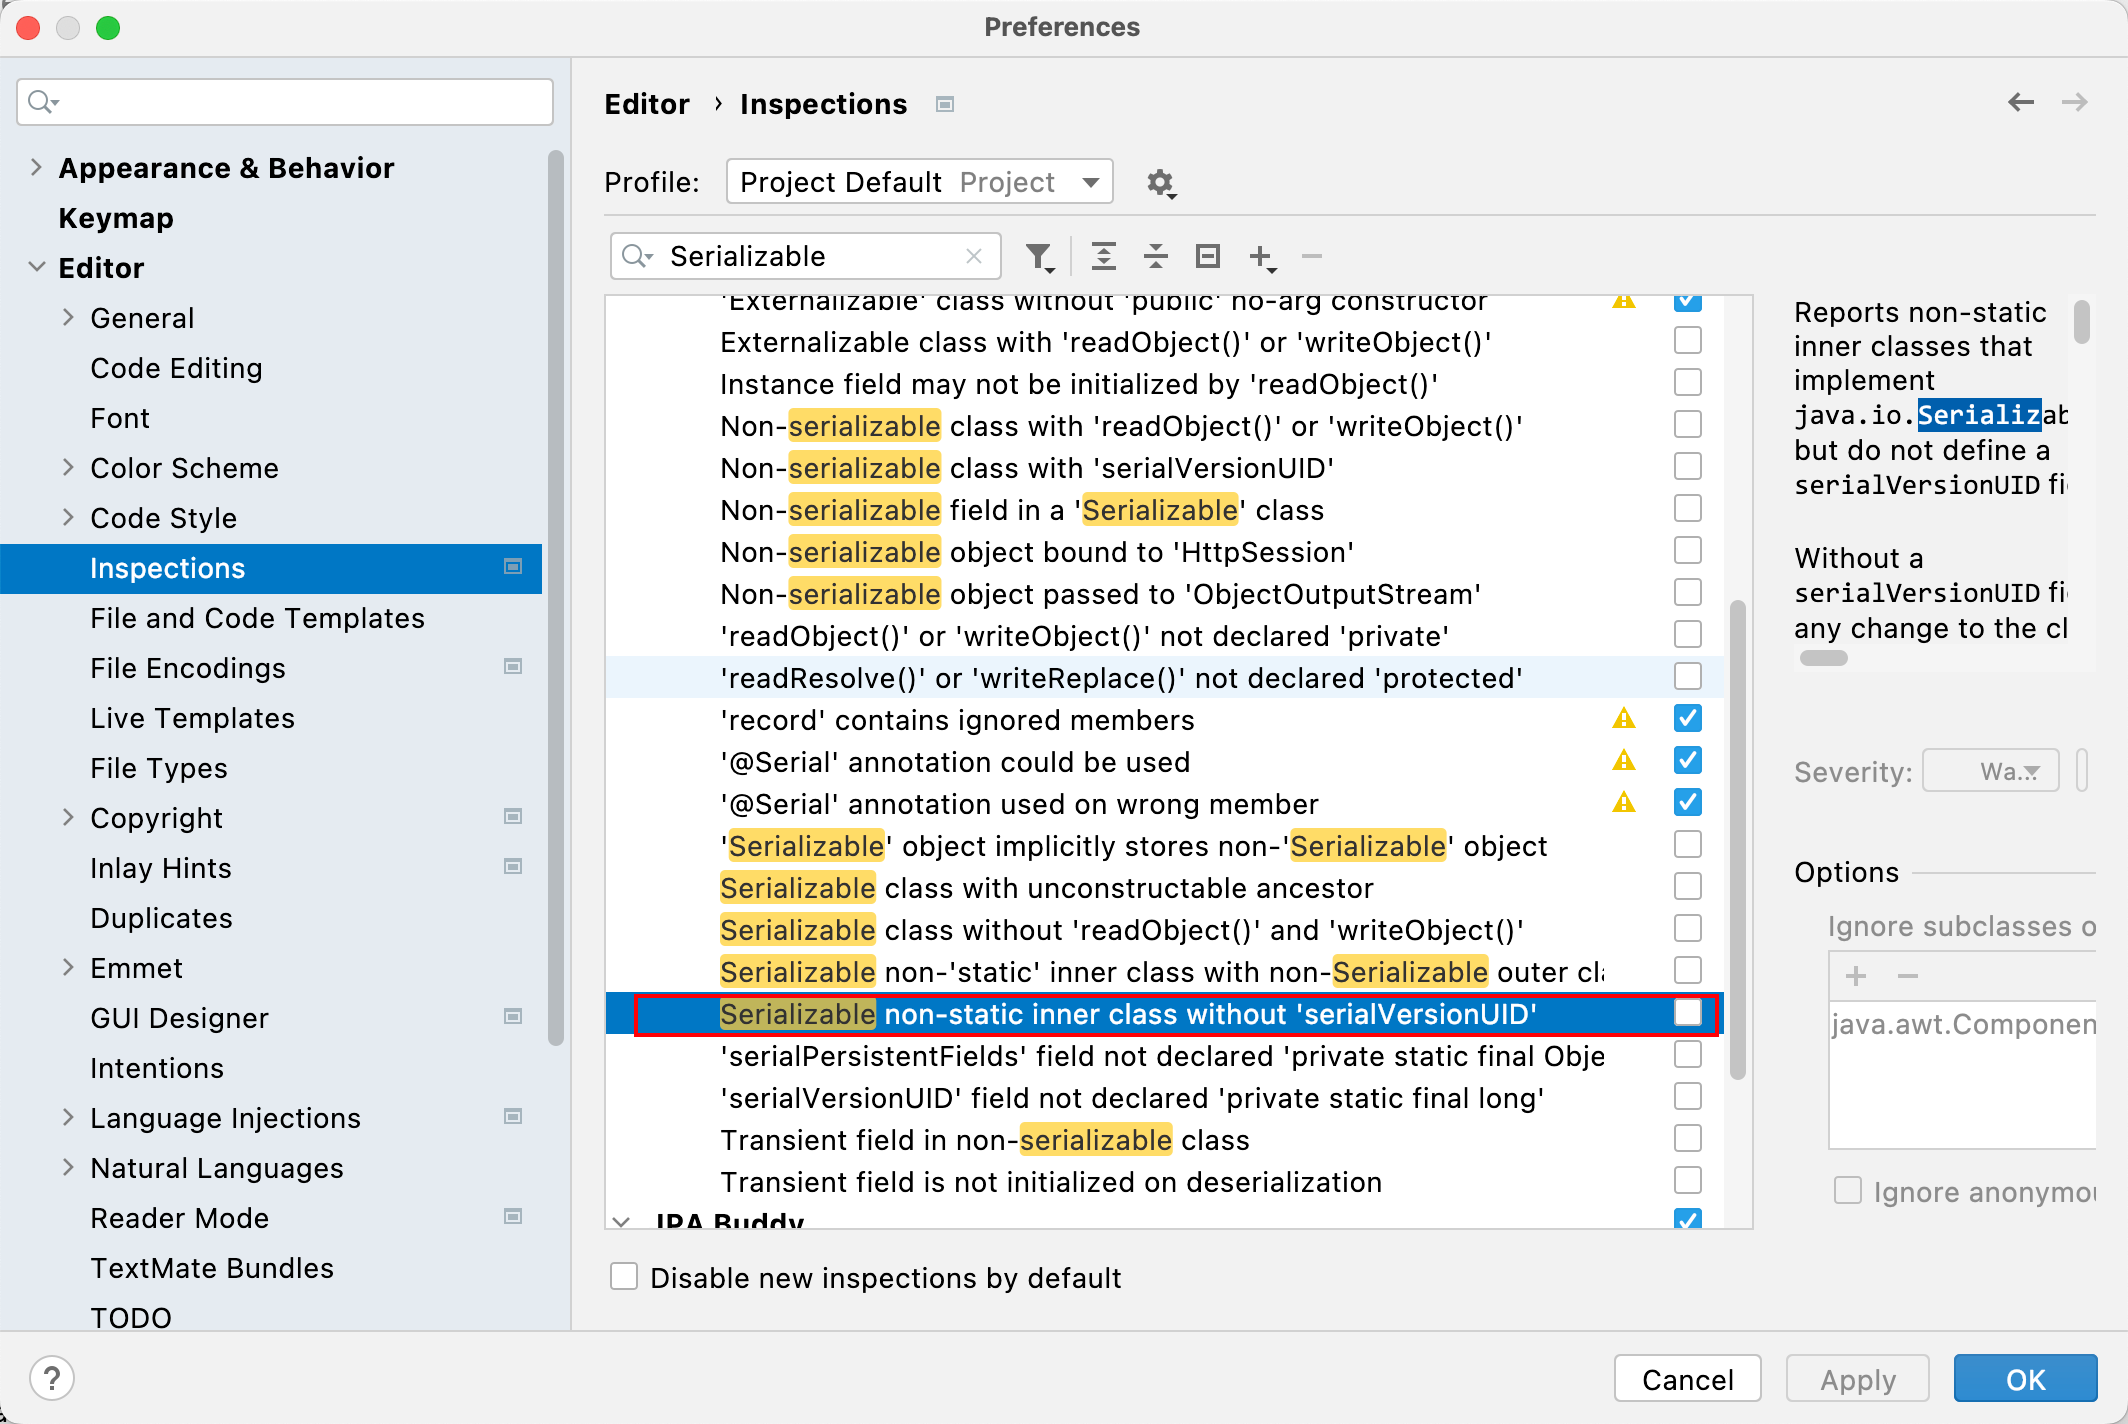 Preferences
Appearance & Behavior
Keymap
Editor
General
Code Editing
Font
Color Scheme
Code Style
Inspections
File and Code Templates
File Encodings
Live Templates
File Types
Copyright
Inlay Hints
Duplicates
Emmet
GUI Designer
Intentions
Language Injections
Natural Languages
Reader Mode
TextMate Bundles
TODO
Editor › Inspections
Profile: Project Default Project
Serializable
'Externalizable' class without 'public' no-arg constructor
Externalizable class with 'readObject()' or 'writeObject()'
Instance field may not be initialized by 'readObject()'
Non-serializable class with 'readObject()' or 'writeObject()'
Non-serializable class with 'serialVersionUID'
Non-serializable field in a 'Serializable' class
Non-serializable object bound to 'HttpSession'
Non-serializable object passed to 'ObjectOutputStream'
'readObject()' or 'writeObject()' not declared 'private'
'readResolve()' or 'writeReplace()' not declared 'protected'
'record' contains ignored members
'@Serial' annotation could be used
'@Serial' annotation used on wrong member
'Serializable' object implicitly stores non-'Serializable' object
Serializable class with unconstructable ancestor
Serializable class without 'readObject()' and 'writeObject()'
Serializable non-'static' inner class with non-Serializable outer cla
Serializable non-static inner class without 'serialVersionUID'
'serialPersistentFields' field not declared 'private static final Obje
'serialVersionUID' field not declared 'private static final long'
Transient field in non-serializable class
Transient field is not initialized on deserialization
JPA Buddy
Disable new inspections by default
Reports non-static
inner classes that
implement
java.io.Serializab
but do not define a
serialVersionUID fi
Without a
serialVersionUID fi
any change to the cl
Severity: Wa...
Options
Ignore subclasses o
+ −
java.awt.Componen
Ignore anonymou
?
Cancel
Apply
OK